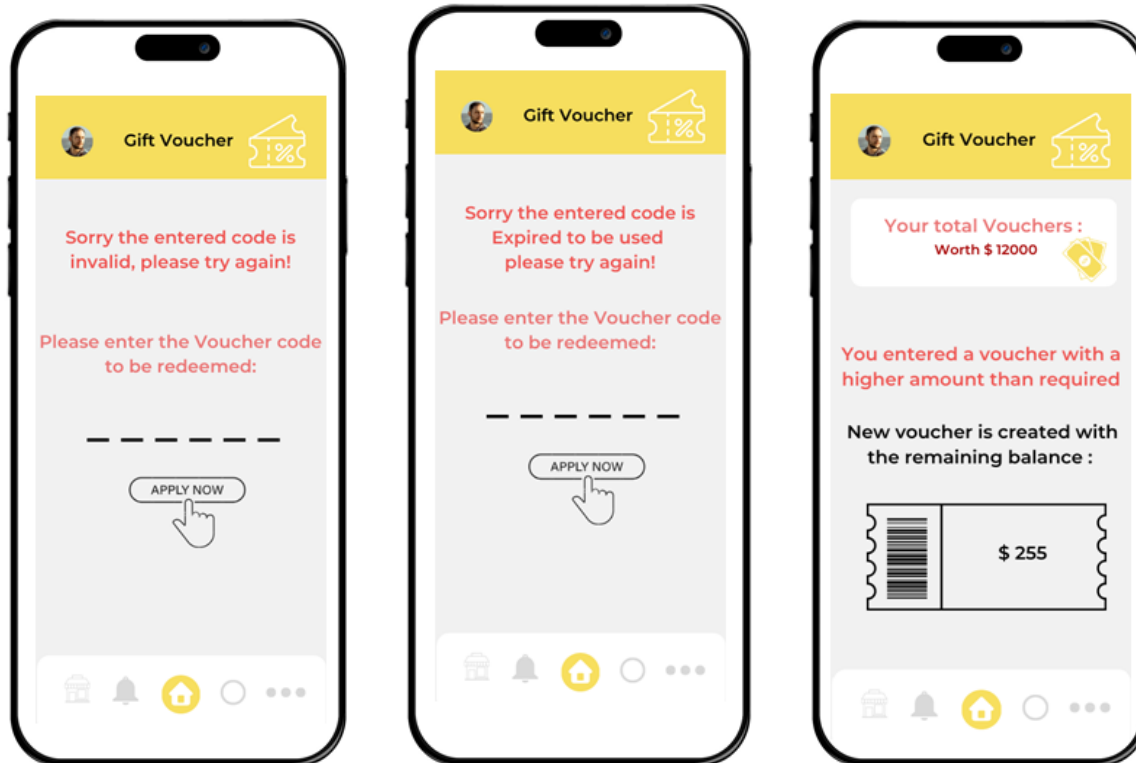 Gift Voucher
Sorry the entered code is
invalid, please try again!
Please enter the Voucher code
to be redeemed:
APPLY NOW
Gift Voucher
%
Sorry the entered code is
Expired to be used
please try again!
Please enter the Voucher code
to be redeemed:
APPLY NOW
Gift Voucher
%
Your total Vouchers :
Worth $ 12000
You entered a voucher with a
higher amount than required
New voucher is created with
the remaining balance :
$ 255